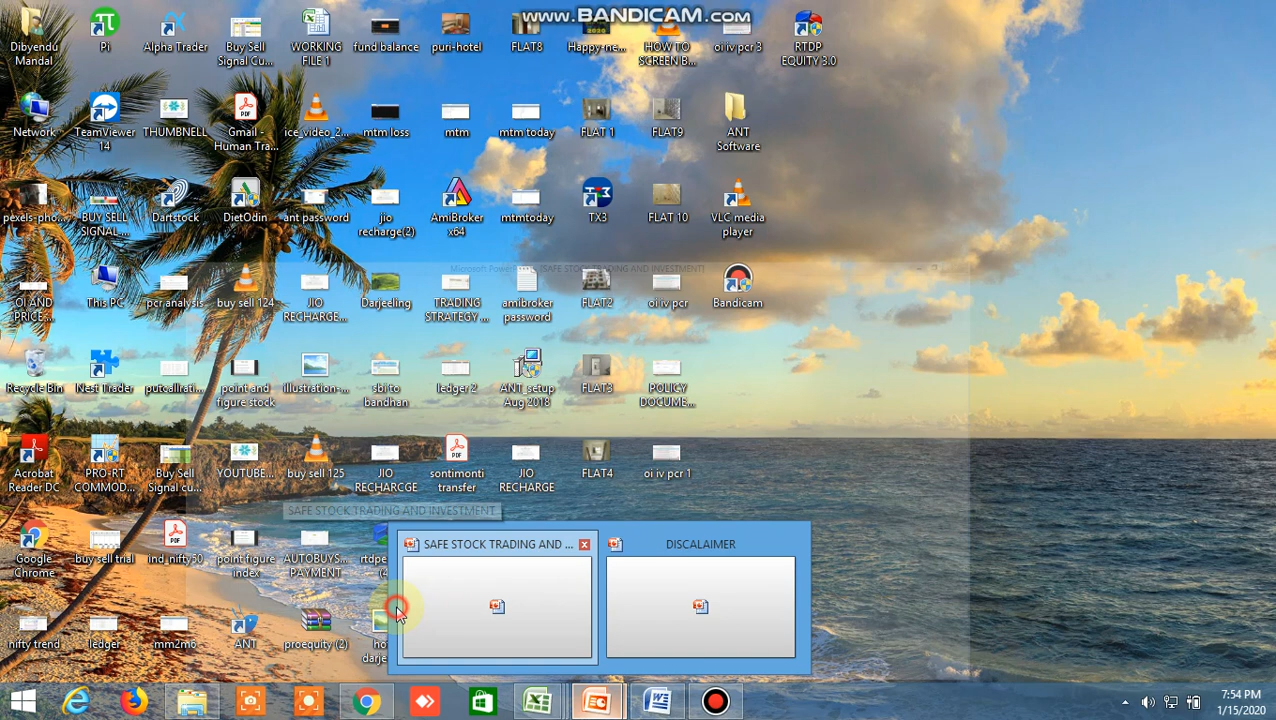 www.BANDICAM.com
Dibyendu
Mandal
Pi
Alpha Trader
Buy Sell
Signal Cu...
WORKING
FILE 1
fund balance
puri-hotel
FLAT8
Happy-ne...
HOW TO
SCREEN B...
oi iv pcr 3
RTDP
EQUITY 3.0
Network
TeamViewer
14
THUMBNELL
Gmail -
Human Tra...
ice_video_2...
mtm loss
mtm
mtm today
FLAT 1
FLAT9
ANT
Software
pexels-pho...
BUY SELL
SIGNAL ...
Dartstock
DietOdin
ant password
jio
recharge(2)
AmiBroker
x64
mtmtoday
TX3
FLAT 10
VLC media
player
Microsoft PowerPoint - [SAFE STOCK TRADING AND INVESTMENT]
OI AND
PRICE...
This PC
pcr analysis
buy sell 124
JIO
RECHARGE...
Darjeeling
TRADING
STRATEGY ...
amibroker
password
FLAT2
oi iv pcr
Bandicam
Recycle Bin
Nest Trader
putcallrati...
point and
figure stock
illustration-...
sbi to
bandhan
ledger 2
ANT setup
Aug 2018
FLAT3
POLICY
DOCUME...
Acrobat
Reader DC
PRO-RT
COMMOD...
Buy Sell
Signal cu...
YOUTUBE...
buy sell 125
JIO
RECHARCGE
sontimonti
transfer
JIO
RECHARGE
FLAT4
oi iv pcr 1
SAFE STOCK TRADING AND INVESTMENT
Google
Chrome
buy sell trial
ind_nifty50
point figure
index
AUTOBUYS...
PAYMENT
SAFE STOCK TRADING AND ...
DISCALAIMER
nifty trend
ledger
mm2m6
ANT
proequity (2)
7:54 PM
1/15/2020